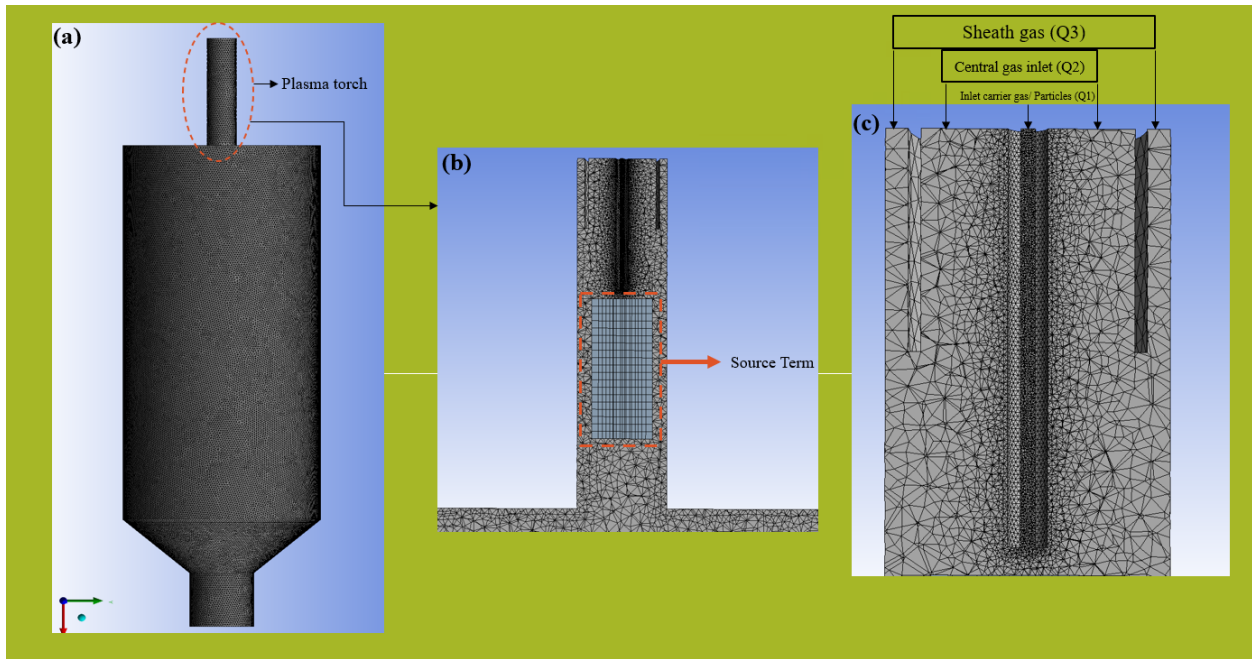 (a)
Plasma torch
(b)
Source Term
Sheath gas (Q3)
Central gas inlet (Q2)
Inlet carrier gas/ Particles (Q1)
(c)